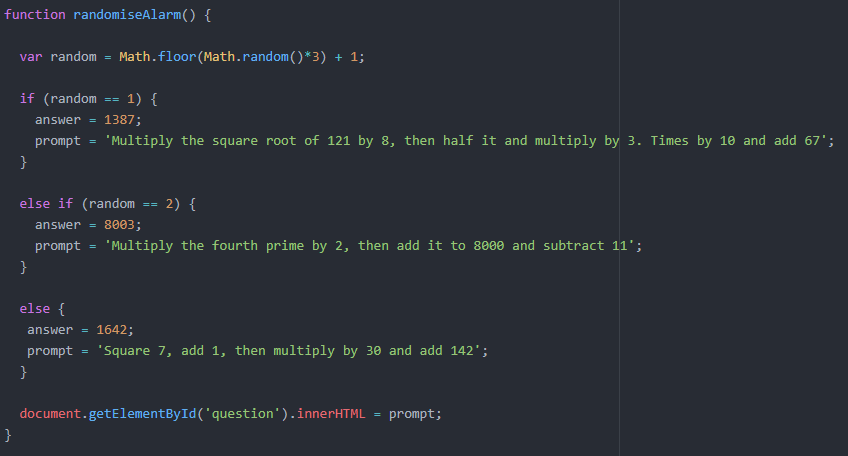 function randomiseAlarm() {
var random = Math.floor(Math.random()*3) + 1;
if (random == 1) {
answer = 1387;
prompt = 'Multiply the square root of 121 by 8, then half it and multiply by 3. Times by 10 and add 67';
}
else if (random == 2) {
answer = 8003;
prompt = 'Multiply the fourth prime by 2, then add it to 8000 and subtract 11';
}
else {
answer = 1642;
prompt = 'Square 7, add 1, then multiply by 30 and add 142';
}
document.getElementById('question').innerHTML = prompt;
}